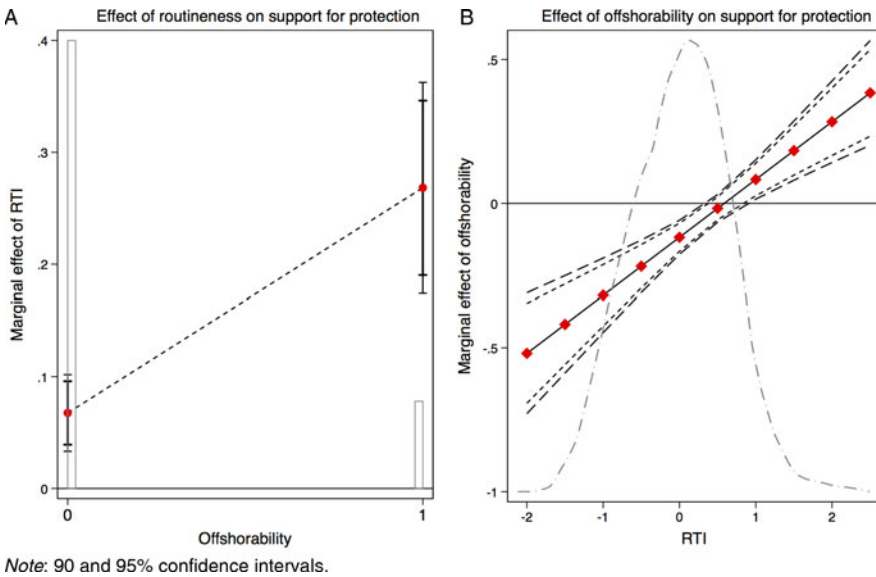 A
Effect of routineness on support for protection
Marginal effect of RTI
.4
.3
.2
.1
0
0
1
Offshorability
B
Effect of offshorability on support for protection
Marginal effect of offshorability
.5
0
-.5
-1
-2
-1
0
1
2
RTI
Note: 90 and 95% confidence intervals.